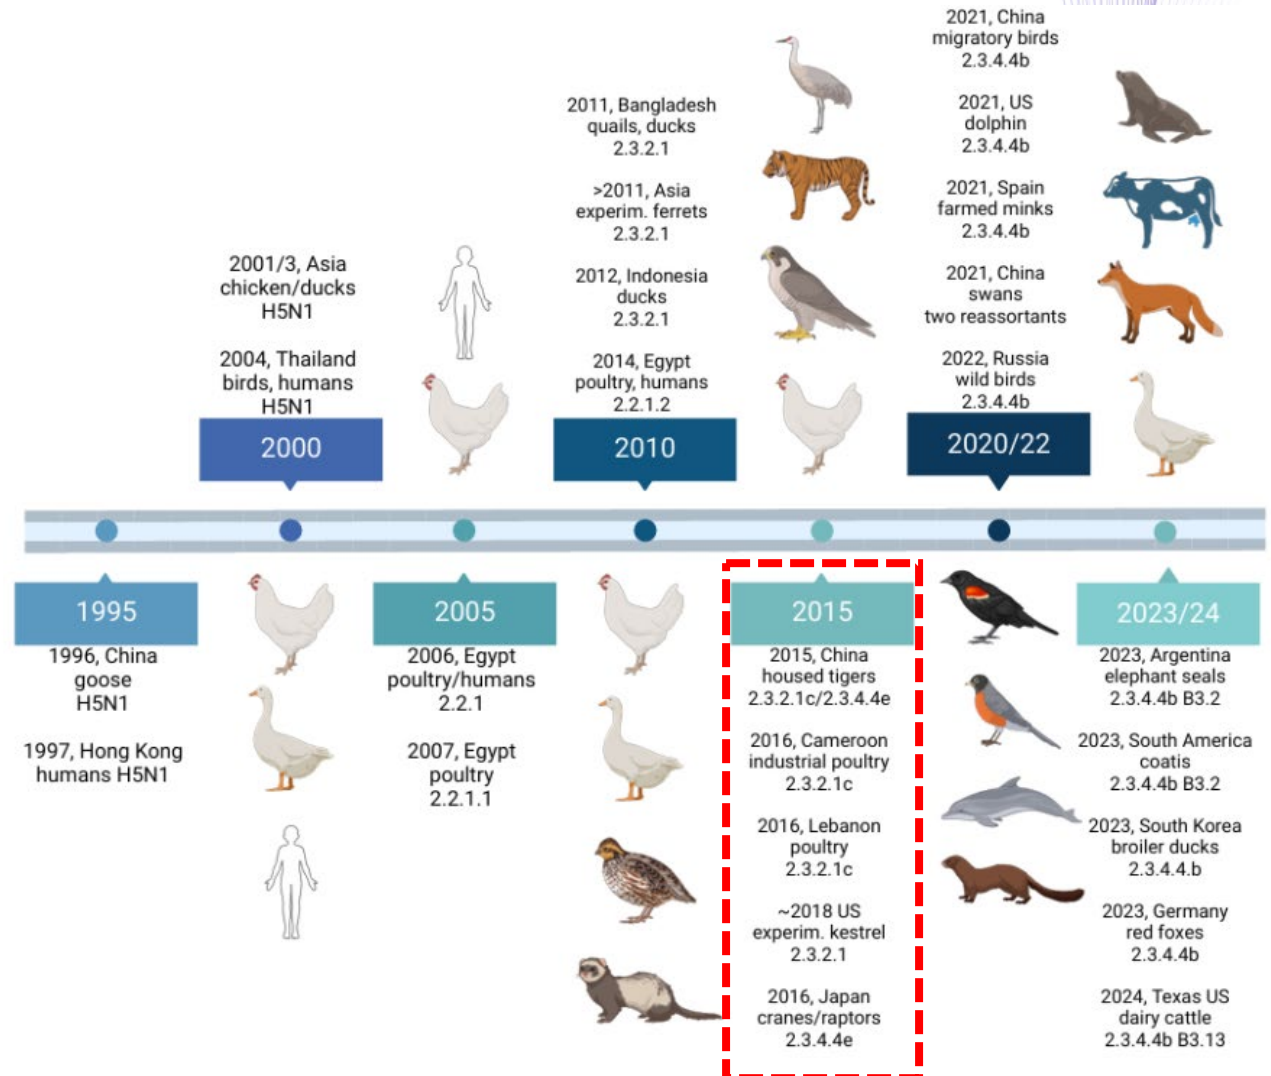 2001/3, Asia
chicken/ducks
H5N1
2004, Thailand
birds, humans
H5N1
2000
2011, Bangladesh
quails, ducks
2.3.2.1
>2011, Asia
experim. ferrets
2.3.2.1
2012, Indonesia
ducks
2.3.2.1
2014, Egypt
poultry, humans
2.2.1.2
2010
2021, China
migratory birds
2.3.4.4b
2021, US
dolphin
2.3.4.4b
2021, Spain
farmed minks
2.3.4.4b
2021, China
swans
two reassortants
2022, Russia
wild birds
2.3.4.4b
2020/22
1995
1996, China
goose
H5N1
1997, Hong Kong
humans H5N1
2005
2006, Egypt
poultry/humans
2.2.1
2007, Egypt
poultry
2.2.1.1
2015
2015, China
housed tigers
2.3.2.1c/2.3.4.4e
2016, Cameroon
industrial poultry
2.3.2.1c
2016, Lebanon
poultry
2.3.2.1c
~2018 US
experim. kestrel
2.3.2.1
2016, Japan
cranes/raptors
2.3.4.4e
2023/24
2023, Argentina
elephant seals
2.3.4.4b B3.2
2023, South America
coatis
2.3.4.4b B3.2
2023, South Korea
broiler ducks
2.3.4.4.b
2023, Germany
red foxes
2.3.4.4b
2024, Texas US
dairy cattle
2.3.4.4b B3.13